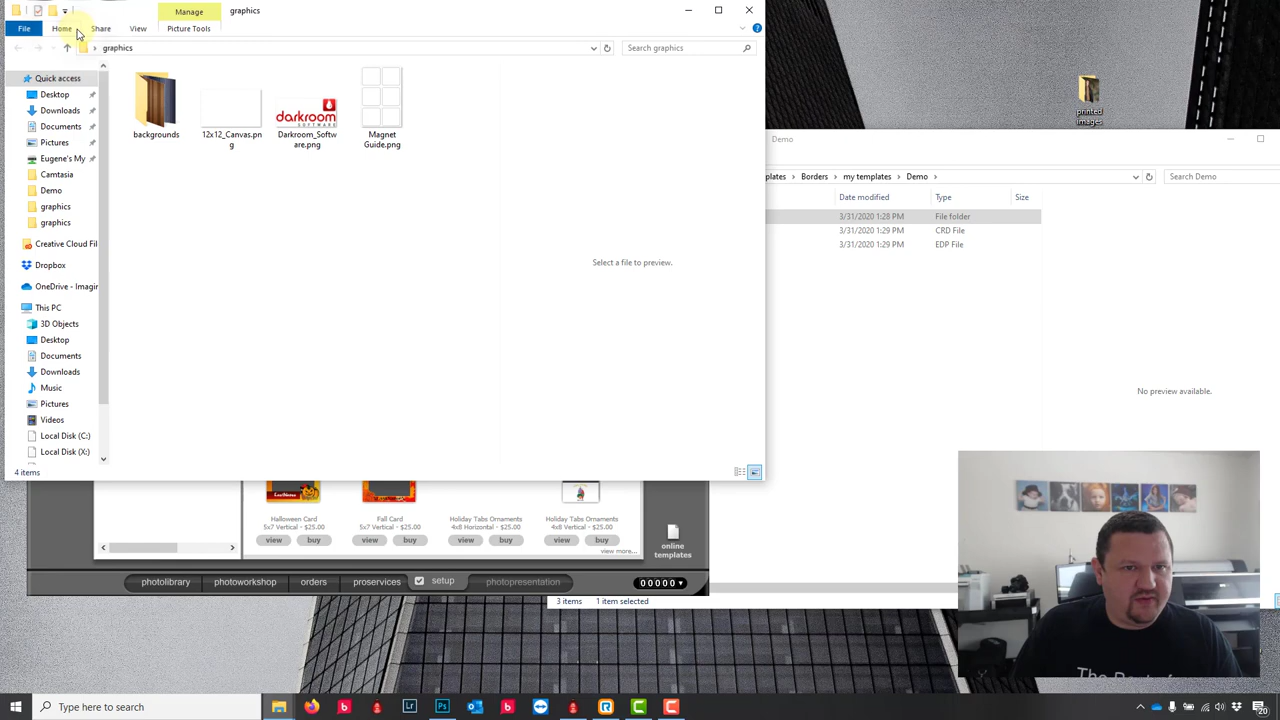 Manage
graphics
File
Home
Share
View
Picture Tools
graphics
Search graphics
Quick access
Desktop
Downloads
Documents
Pictures
Eugene's My
Camtasia
Demo
graphics
graphics
Creative Cloud Fil
Dropbox
OneDrive - Imagin
This PC
3D Objects
Desktop
Documents
Downloads
Music
Pictures
Videos
Local Disk (C:)
Local Disk (X:)
4 items
backgrounds
12x12_Canvas.pn
g
darkroom
Darkroom_Softw
are.png
Magnet
Guide.png
Select a file to preview.
printed
images
Demo
plates > Borders > my templates > Demo >
Search Demo
Date modified
Type
Size
3/31/2020 1:28 PM
File folder
3/31/2020 1:29 PM
CRD File
3/31/2020 1:29 PM
EDP File
No preview available.
Halloween Card
5x7 Vertical - $25.00
view
buy
Fall Card
5x7 Vertical - $25.00
view
buy
Holiday Tabs Ornaments
4x8 Horizontal - $25.00
view
buy
Holiday Tabs Ornaments
4x8 Vertical - $25.00
view
buy
view more...
online
templates
photolibrary
photoworkshop
orders
proservices
setup
photopresentation
00000
3 items
1 item selected
Type here to search
Lr
Ps
20